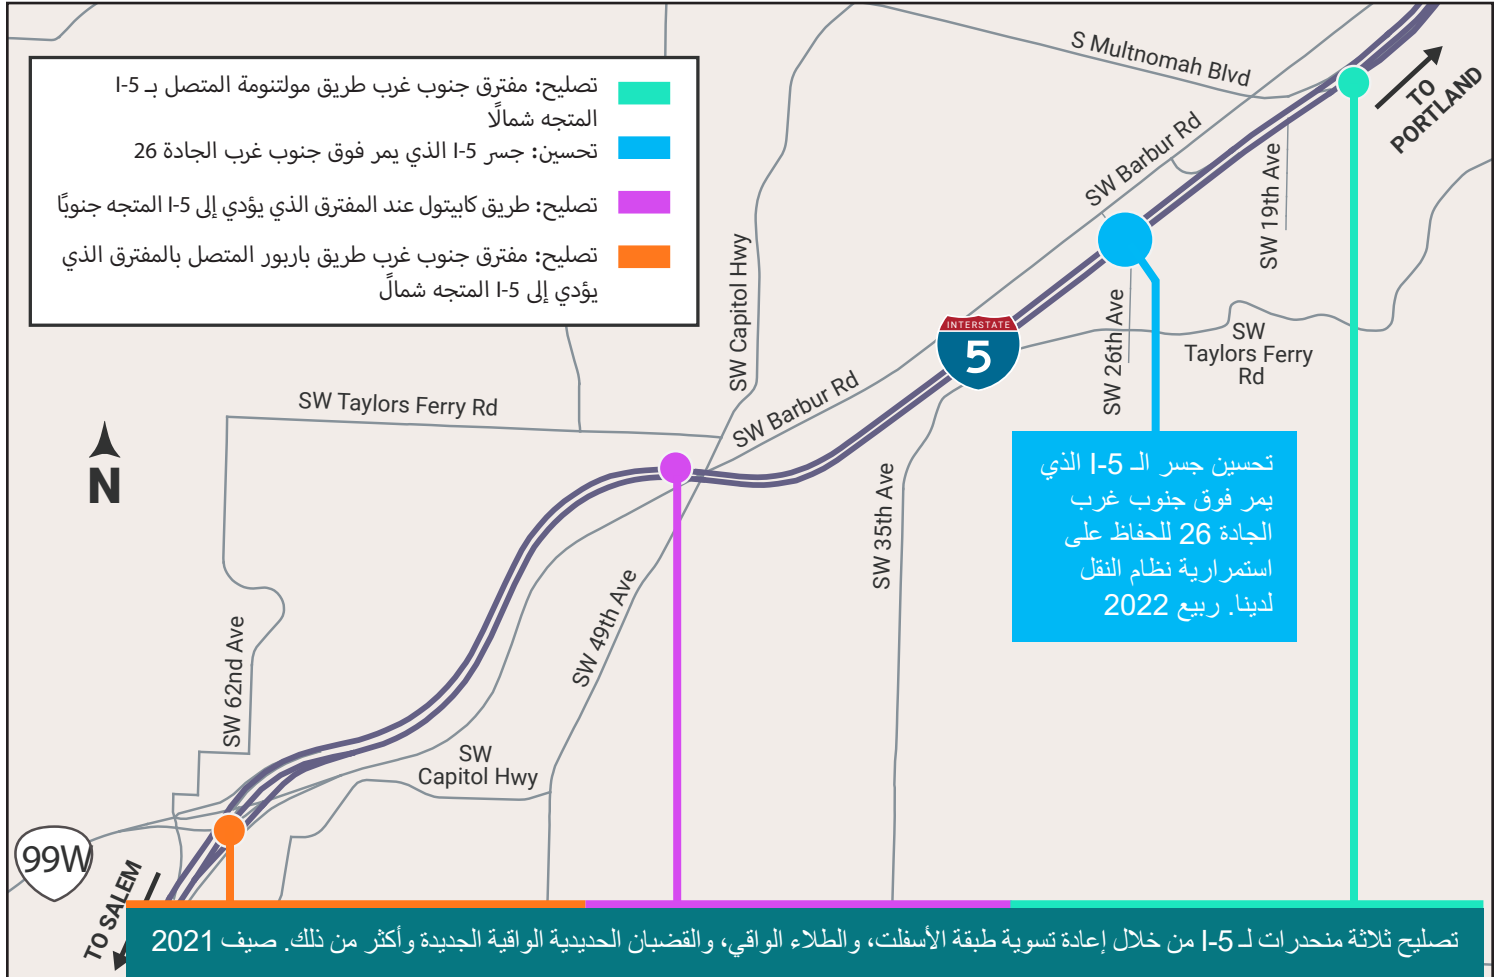 S Multnomah Blvd
TO
PORTLAND
تصليح: مفترق جنوب غرب طريق مولتنومة المتصل بـ I-5
المتجه شمالًا
تحسين: جسر I-5 الذي يمر فوق جنوب غرب الجادة 26
تصليح: طريق كابيتول عند المفترق الذي يؤدي إلى I-5 المتجه جنوبًا
تصليح: مفترق جنوب غرب طريق باربور المتصل بالمفترق الذي
يؤدي إلى I-5 المتجه شمالً
SW Barbur Rd
SW 19th Ave
SW Capitol Hwy
INTERSTATE
5
SW 26th Ave
SW
Taylors Ferry
Rd
SW Taylors Ferry Rd
SW Barbur Rd
N
تحسين جسر الـ I-5 الذي
يمر فوق جنوب غرب
الجادة 26 للحفاظ على
استمرارية نظام النقل
لدينا. ربيع 2022
SW 35th Ave
SW 49th Ave
SW 62nd Ave
SW
Capitol Hwy
99W
TO SALEM
تصليح ثلاثة منحدرات لـ I-5 من خلال إعادة تسوية طبقة الأسفلت، والطلاء الواقي، والقضبان الحديدية الواقية الجديدة وأكثر من ذلك. صيف 2021